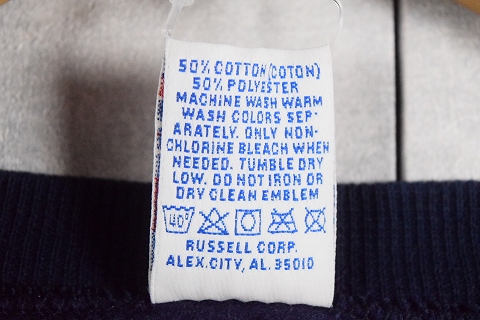 50% COTTON(COTON)
50% POLYESTER
MACHINE WASH WARM
WASH COLORS SEP-
ARATELY. ONLY NON-
CHLORINE BLEACH WHEN
NEEDED. TUMBLE DRY
LOW. DO NOT IRON OR
DRY CLEAN EMBLEM
40°
RUSSELL CORP.
ALEX.CITY, AL. 35010